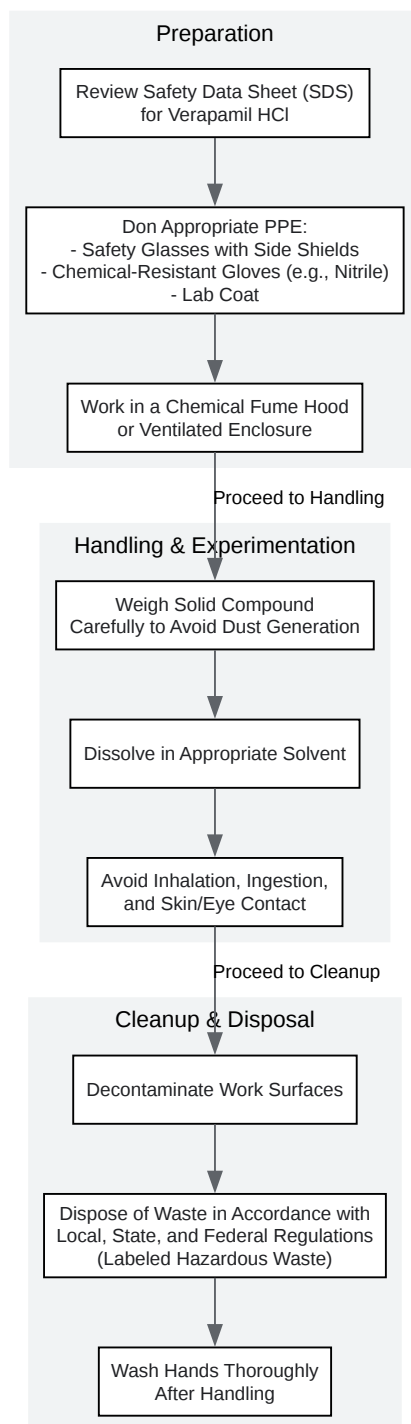 Preparation
Review Safety Data Sheet (SDS)
for Verapamil HCl
Don Appropriate PPE:
- Safety Glasses with Side Shields
- Chemical-Resistant Gloves (e.g., Nitrile)
- Lab Coat
Work in a Chemical Fume Hood
or Ventilated Enclosure
Proceed to Handling
Handling & Experimentation
Weigh Solid Compound
Carefully to Avoid Dust Generation
Dissolve in Appropriate Solvent
Avoid Inhalation, Ingestion,
and Skin/Eye Contact
Proceed to Cleanup
Cleanup & Disposal
Decontaminate Work Surfaces
Dispose of Waste in Accordance with
Local, State, and Federal Regulations
(Labeled Hazardous Waste)
Wash Hands Thoroughly
After Handling